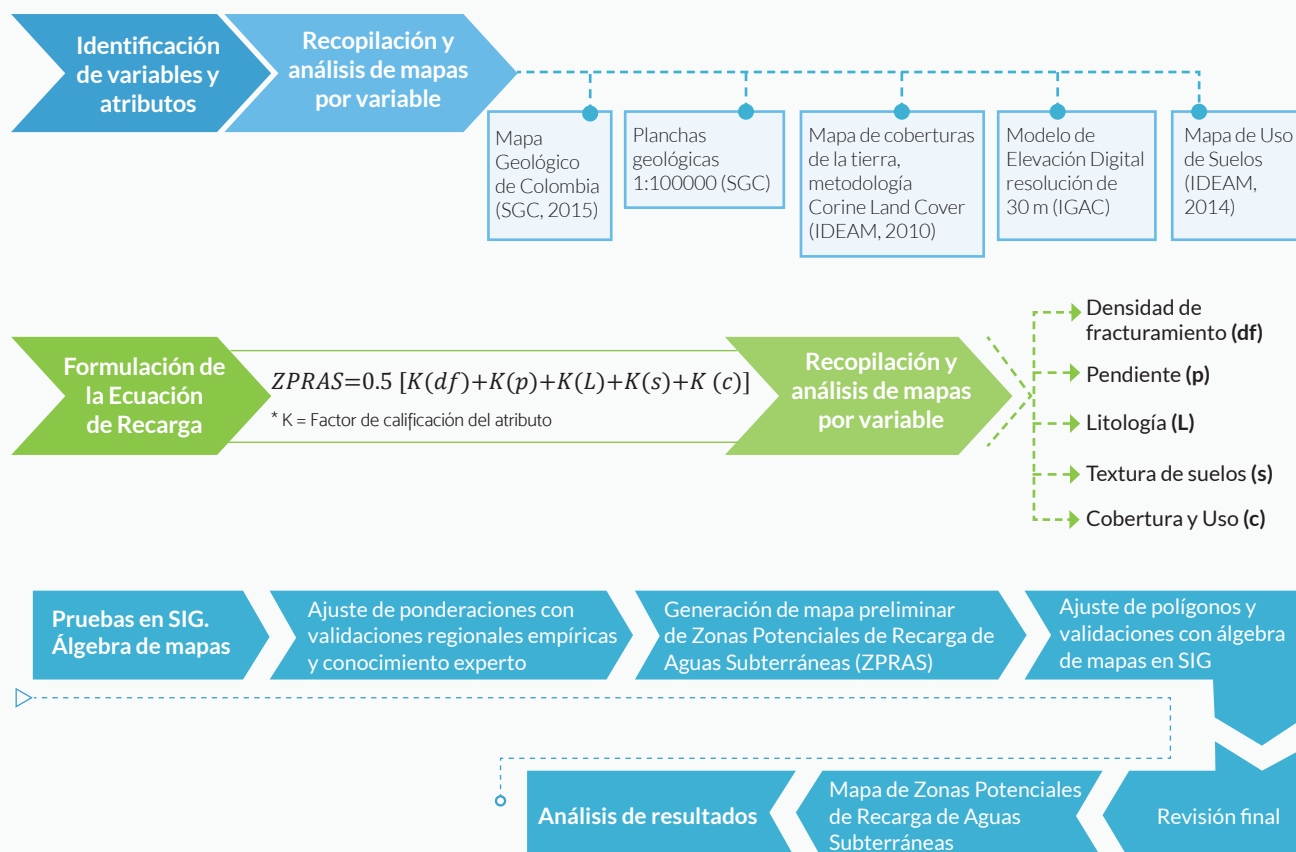 Identificación
de variables y
atributos
Recopilación y
análisis de mapas
por variable
Mapa
Geológico
de Colombia
(SGC, 2015)
Planchas
geológicas
1:100000 (SGC)
Mapa de coberturas
de la tierra,
metodología
Corine Land Cover
(IDEAM, 2010)
Modelo de
Elevación Digital
resolución de
30 m (IGAC)
Mapa de Uso
de Suelos
(IDEAM,
2014)
Formulación de
la Ecuación
de Recarga
ZPRAS=0.5 [K(df)+K(p)+K(L)+K(s)+K (c)]
* K = Factor de calificación del atributo
Recopilación y
análisis de mapas
por variable
Densidad de
fracturamiento (df)
Pendiente (p)
Litología (L)
Textura de suelos (s)
Cobertura y Uso (c)
Pruebas en SIG.
Álgebra de mapas
Ajuste de ponderaciones con
validaciones regionales empíricas
y conocimiento experto
Generación de mapa preliminar
de Zonas Potenciales de Recarga de
Aguas Subterráneas (ZPRAS)
Ajuste de polígonos y
validaciones con álgebra
de mapas en SIG
Revisión final
Mapa de Zonas Potenciales
de Recarga de Aguas
Subterráneas
Análisis de resultados